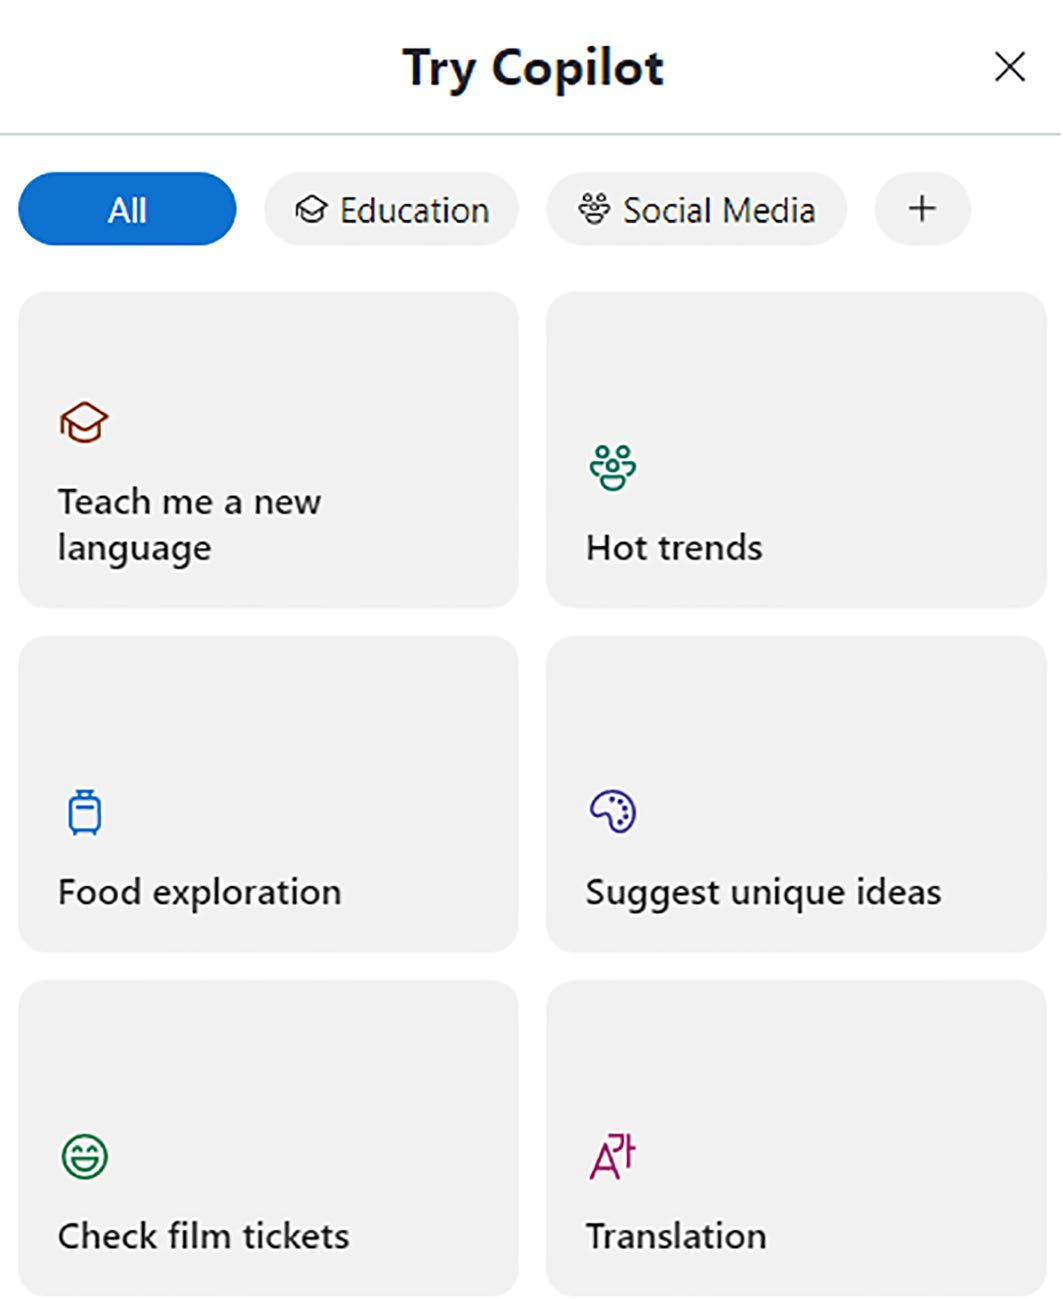 Try Copilot
All
Education
Social Media
+
Teach me a new
language
Hot trends
Food exploration
Suggest unique ideas
Check film tickets
Translation